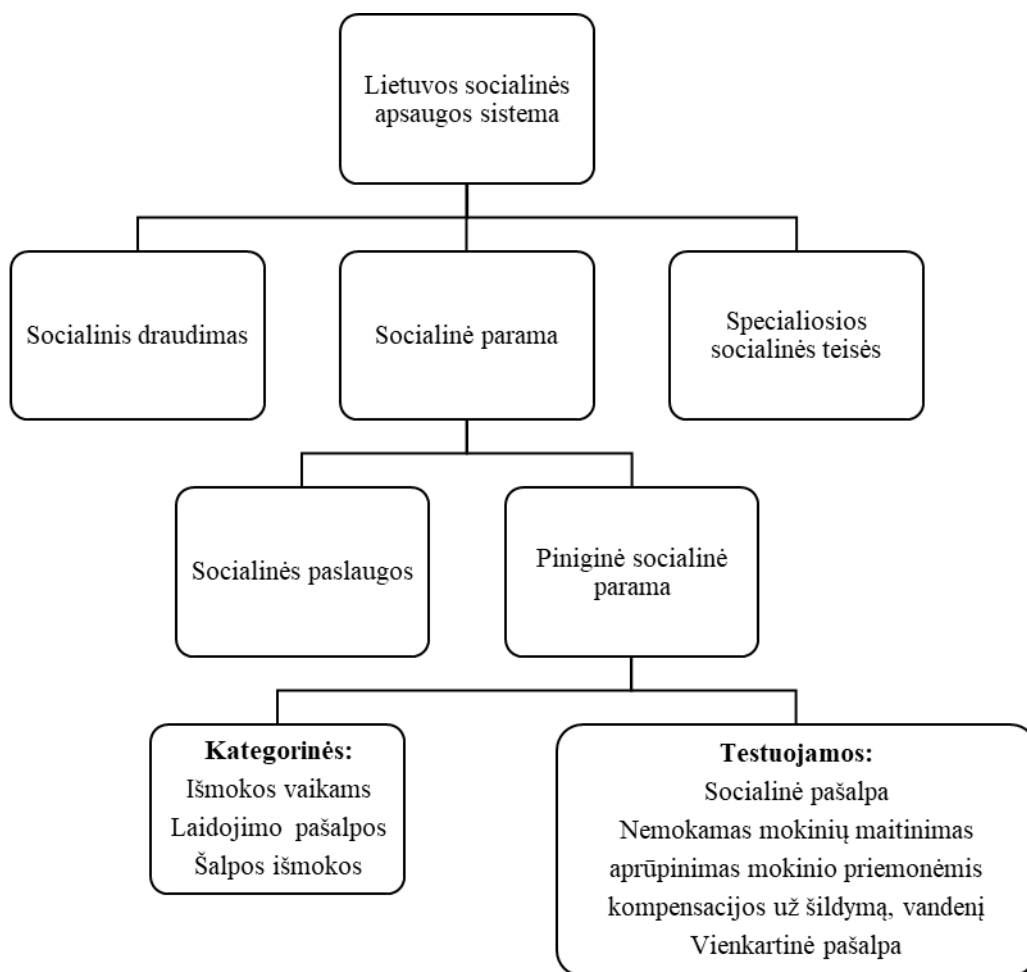 Lietuvos socialinės
apsaugos sistema
Socialinis draudimas
Socialinė parama
Specialiosios
socialinės teisės
Socialinės paslaugos
Piniginė socialinė
parama
Kategorinės:
Išmokos vaikams
Laidojimo pašalpos
Šalpos išmokos
Testuojamos:
Socialinė pašalpa
Nemokamas mokinių maitinimas
aprūpinimas mokinio priemonėmis
kompensacijos už šildymą, vandenį
Vienkartinė pašalpa